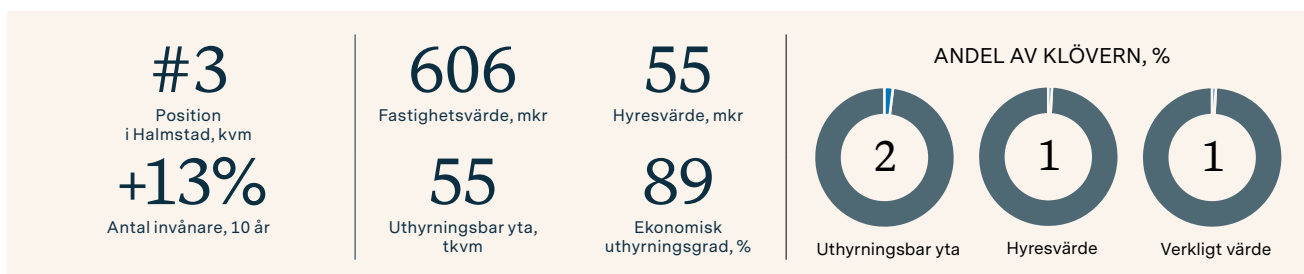 #3
Position
i Halmstad, kvm
+13%
Antal invånare, 10 år
606
Fastighetsvärde, mkr
55
Hyresvärde, mkr
55
Uthyrningsbar yta,
tkvm
89
Ekonomisk
uthyrningsgrad, %
ANDEL AV KLÖVERN, %
2
Uthyrningsbar yta
1
Hyresvärde
1
Verkligt värde